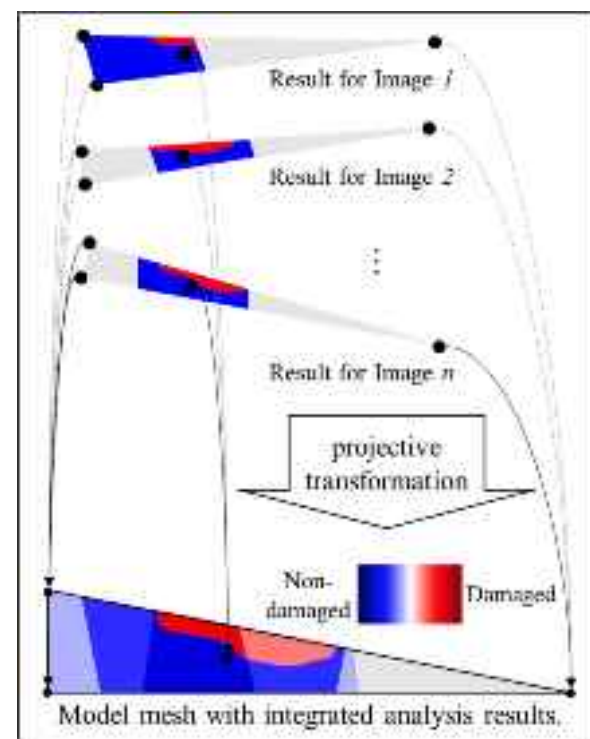 Result for Image 1
Result for Image 2
⋮
Result for Image n
projective
transformation
Non-
damaged
Damaged
Model mesh with integrated analysis results.